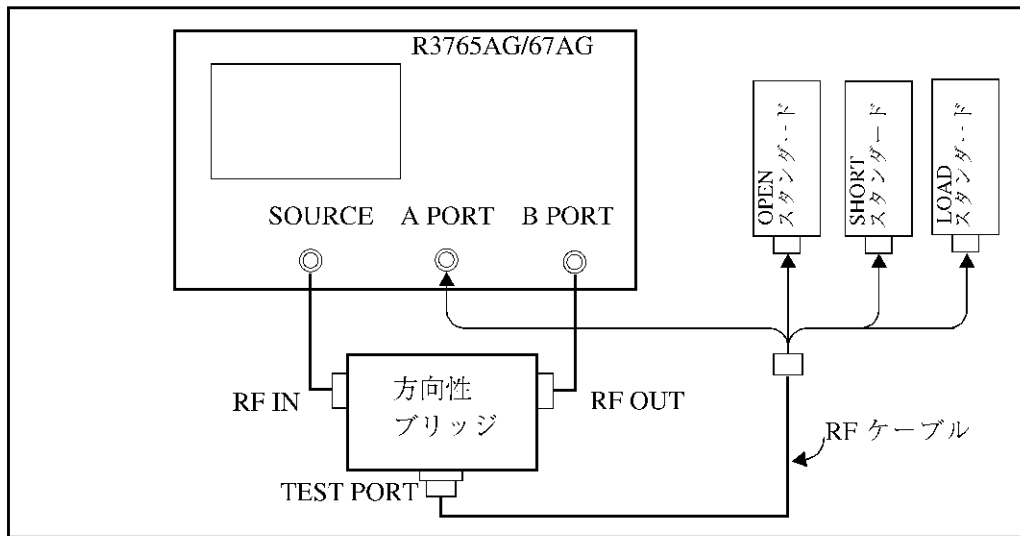 R3765AG/67AG
SOURCE
A PORT
B PORT
OPEN
スタンダード
SHORT
スタンダード
LOAD
スタンダード
RF IN
方向性
ブリッジ
RF OUT
TEST PORT
RF ケーブル